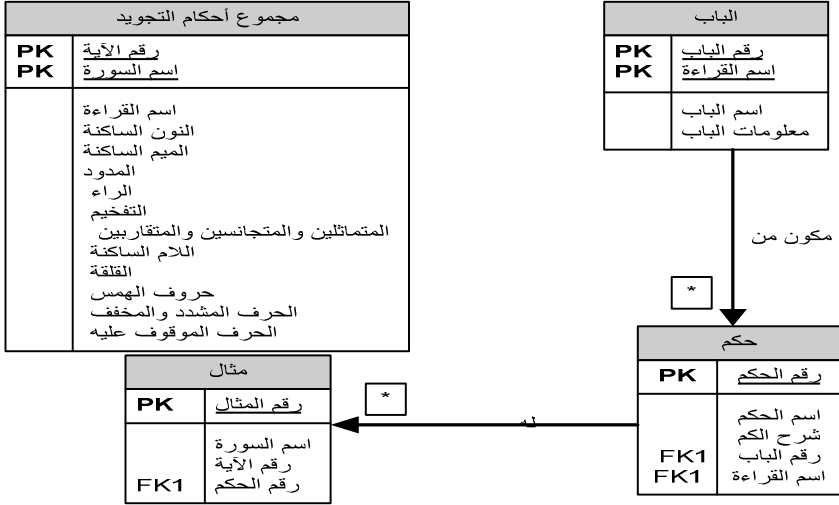 مجموع أحكام التجويد
PK رقم الآية
PK اسم السورة
اسم القراءة
النون الساكنة
الميم الساكنة
المدود
الراء
التفخيم
المتماثلين والمتجانسين والمتقاربين
اللام الساكنة
القلقة
حروف الهمس
الحرف المشدد والمخفف
الحرف الموقوف عليه
الباب
PK رقم الباب
PK اسم القراءة
اسم الباب
معلومات الباب
مكون من
*
حكم
PK رقم الحكم
اسم الحكم
شرح الكم
FK1 رقم الباب
FK1 اسم القراءة
له
*
مثال
PK رقم المثال
اسم السورة
رقم الآية
FK1 رقم الحكم